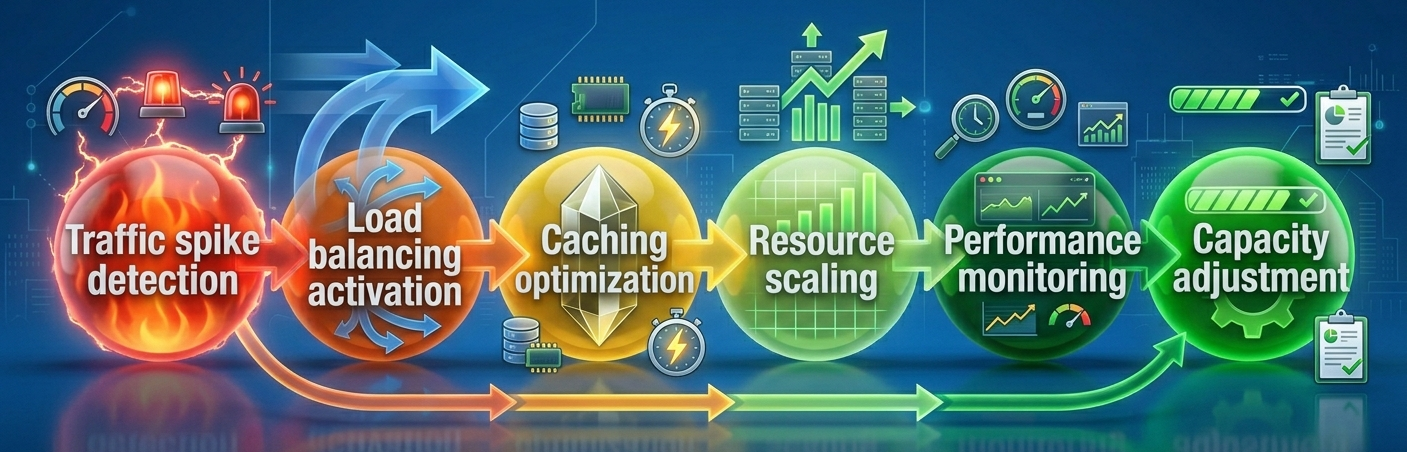 Traffic spike
detection
Load
balancing
activation
Caching
optimization
Resource
scaling
Performance
monitoring
Capacity
adjustment